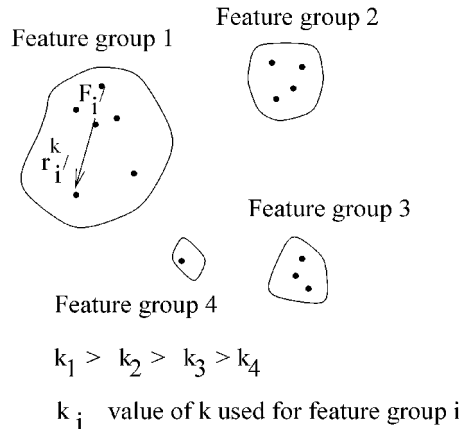 Feature group 1
Feature group 2
F_i′
r_i′^k
Feature group 3
Feature group 4
k_1 > k_2 > k_3 > k_4
k_i value of k used for feature group i